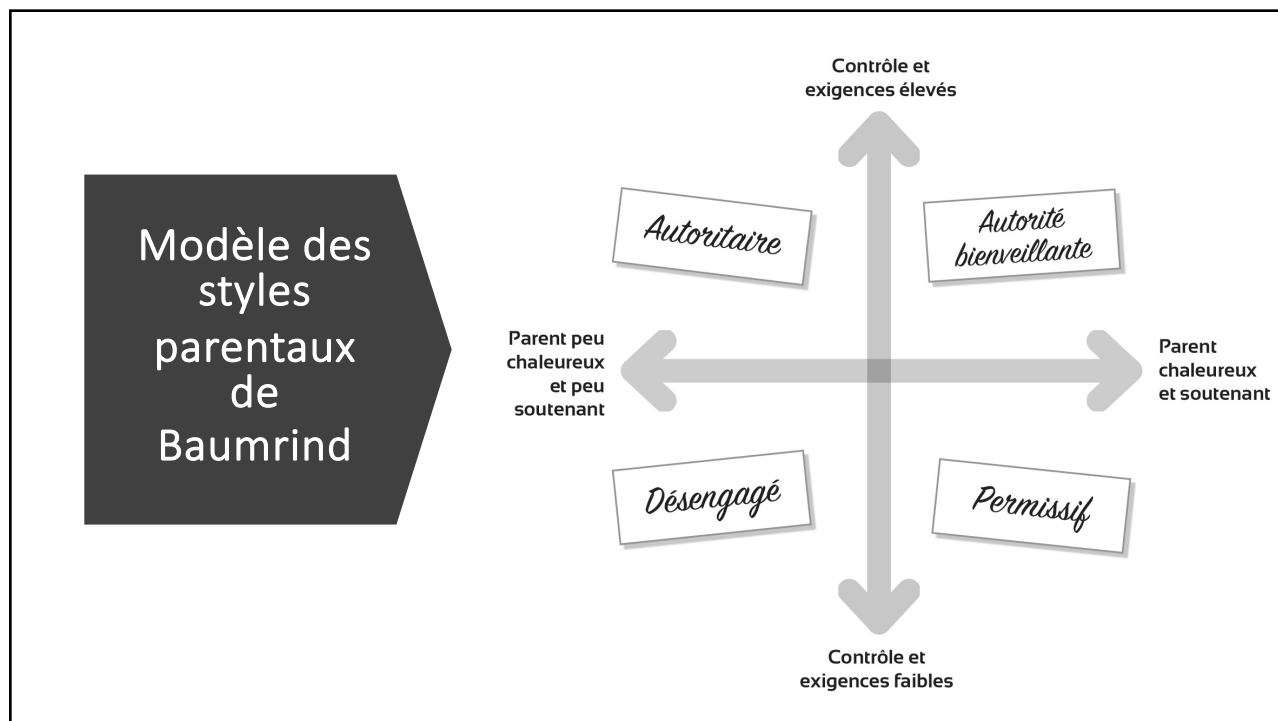 Modèle des
styles
parentaux
de
Baumrind
Contrôle et
exigences élevés
Autoritaire
Autorité
bienveillante
Parent peu
chaleureux
et peu
soutenant
Parent
chaleureux
et soutenant
Désengagé
Permissif
Contrôle et
exigences faibles